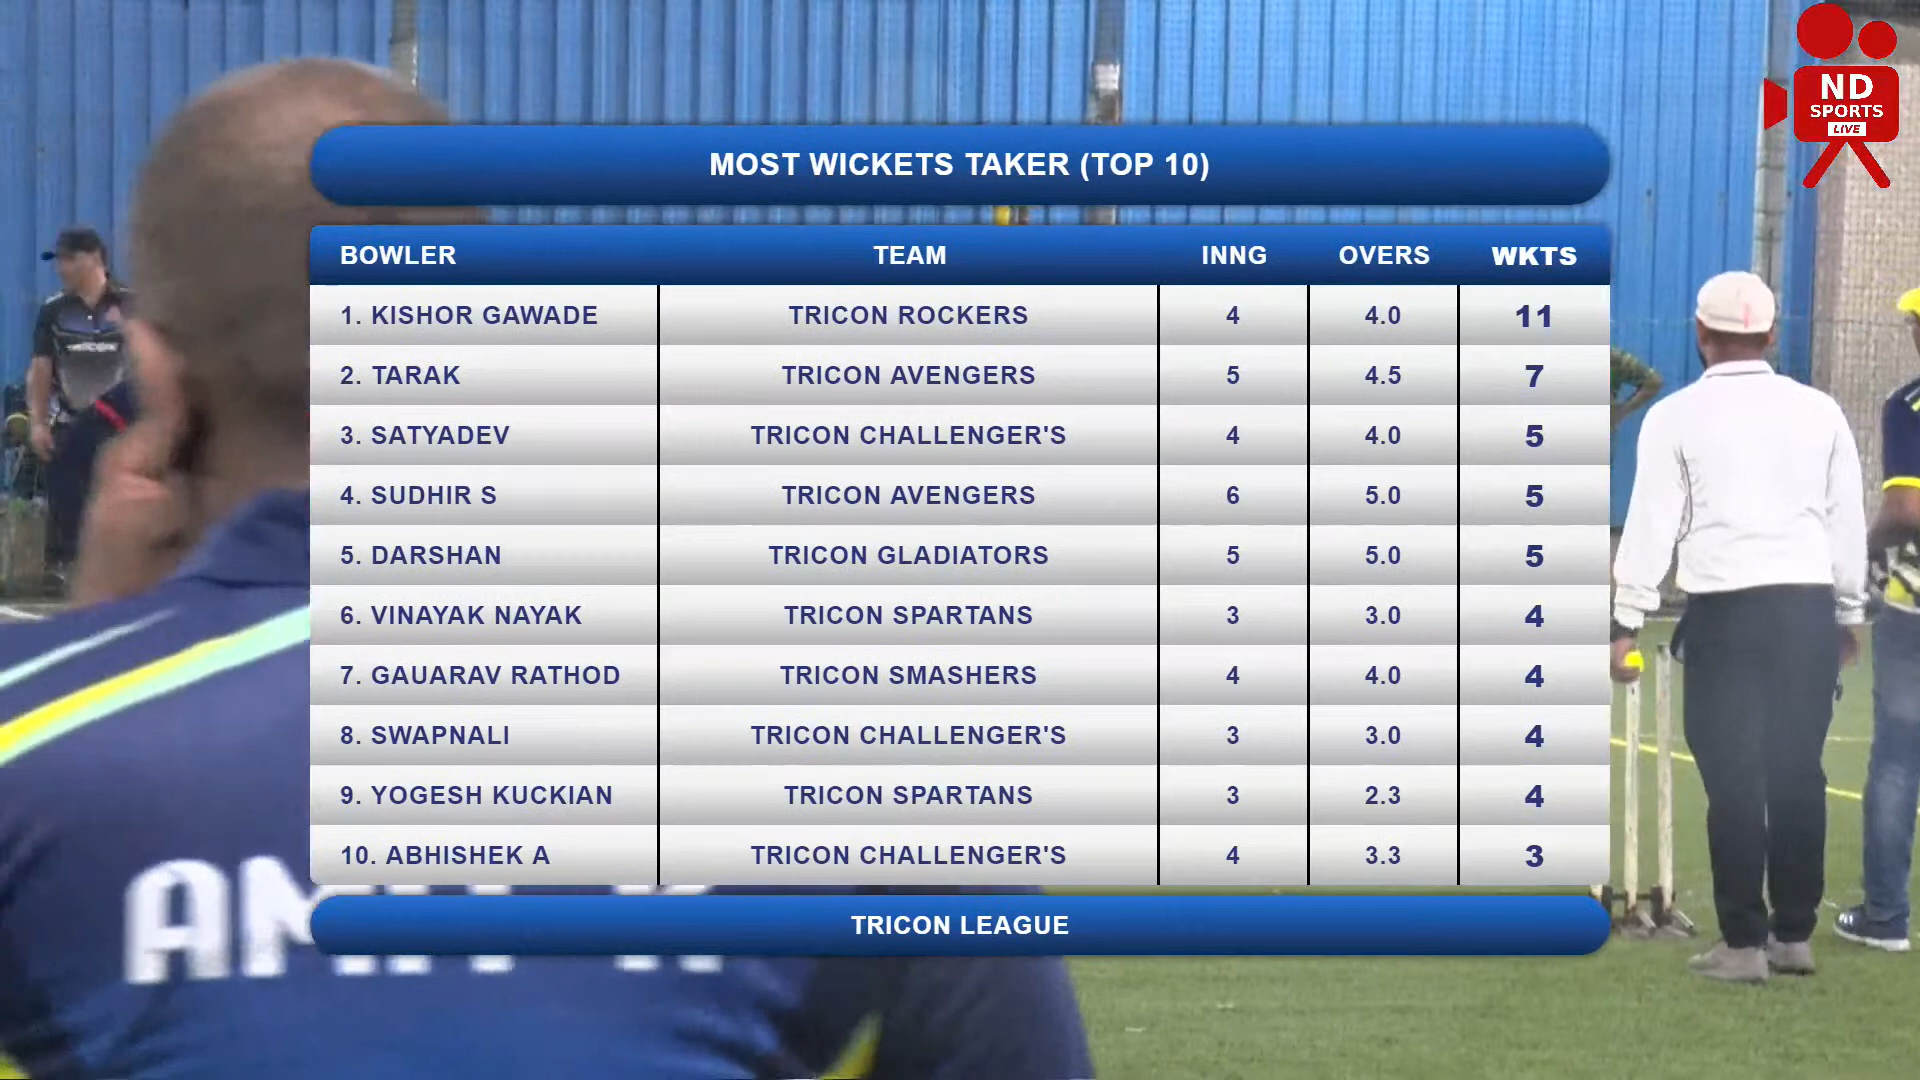 ND
SPORTS
LIVE
MOST WICKETS TAKER (TOP 10)
BOWLER TEAM INNG OVERS WKTS
1. KISHOR GAWADE TRICON ROCKERS 4 4.0 11
2. TARAK TRICON AVENGERS 5 4.5 7
3. SATYADEV TRICON CHALLENGER'S 4 4.0 5
4. SUDHIR S TRICON AVENGERS 6 5.0 5
5. DARSHAN TRICON GLADIATORS 5 5.0 5
6. VINAYAK NAYAK TRICON SPARTANS 3 3.0 4
7. GAUARAV RATHOD TRICON SMASHERS 4 4.0 4
8. SWAPNALI TRICON CHALLENGER'S 3 3.0 4
9. YOGESH KUCKIAN TRICON SPARTANS 3 2.3 4
10. ABHISHEK A TRICON CHALLENGER'S 4 3.3 3
TRICON LEAGUE